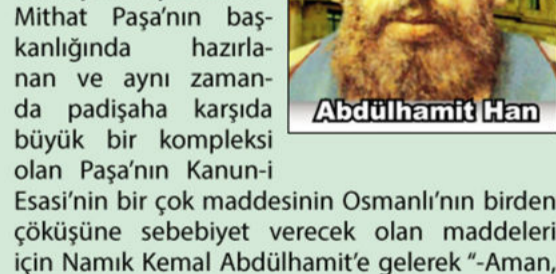 Mithat Paşa’nın baş-
kanlığında hazırla-
nan ve aynı zaman-
da padişaha karşıda
büyük bir kompleksi
olan Paşa’nın Kanun-i
Abdülhamit Han
Esasi’nin bir çok maddesinin Osmanlı’nın birden
çöküşüne sebebiyet verecek olan maddeleri
için Namık Kemal Abdülhamit’e gelerek “-Aman,